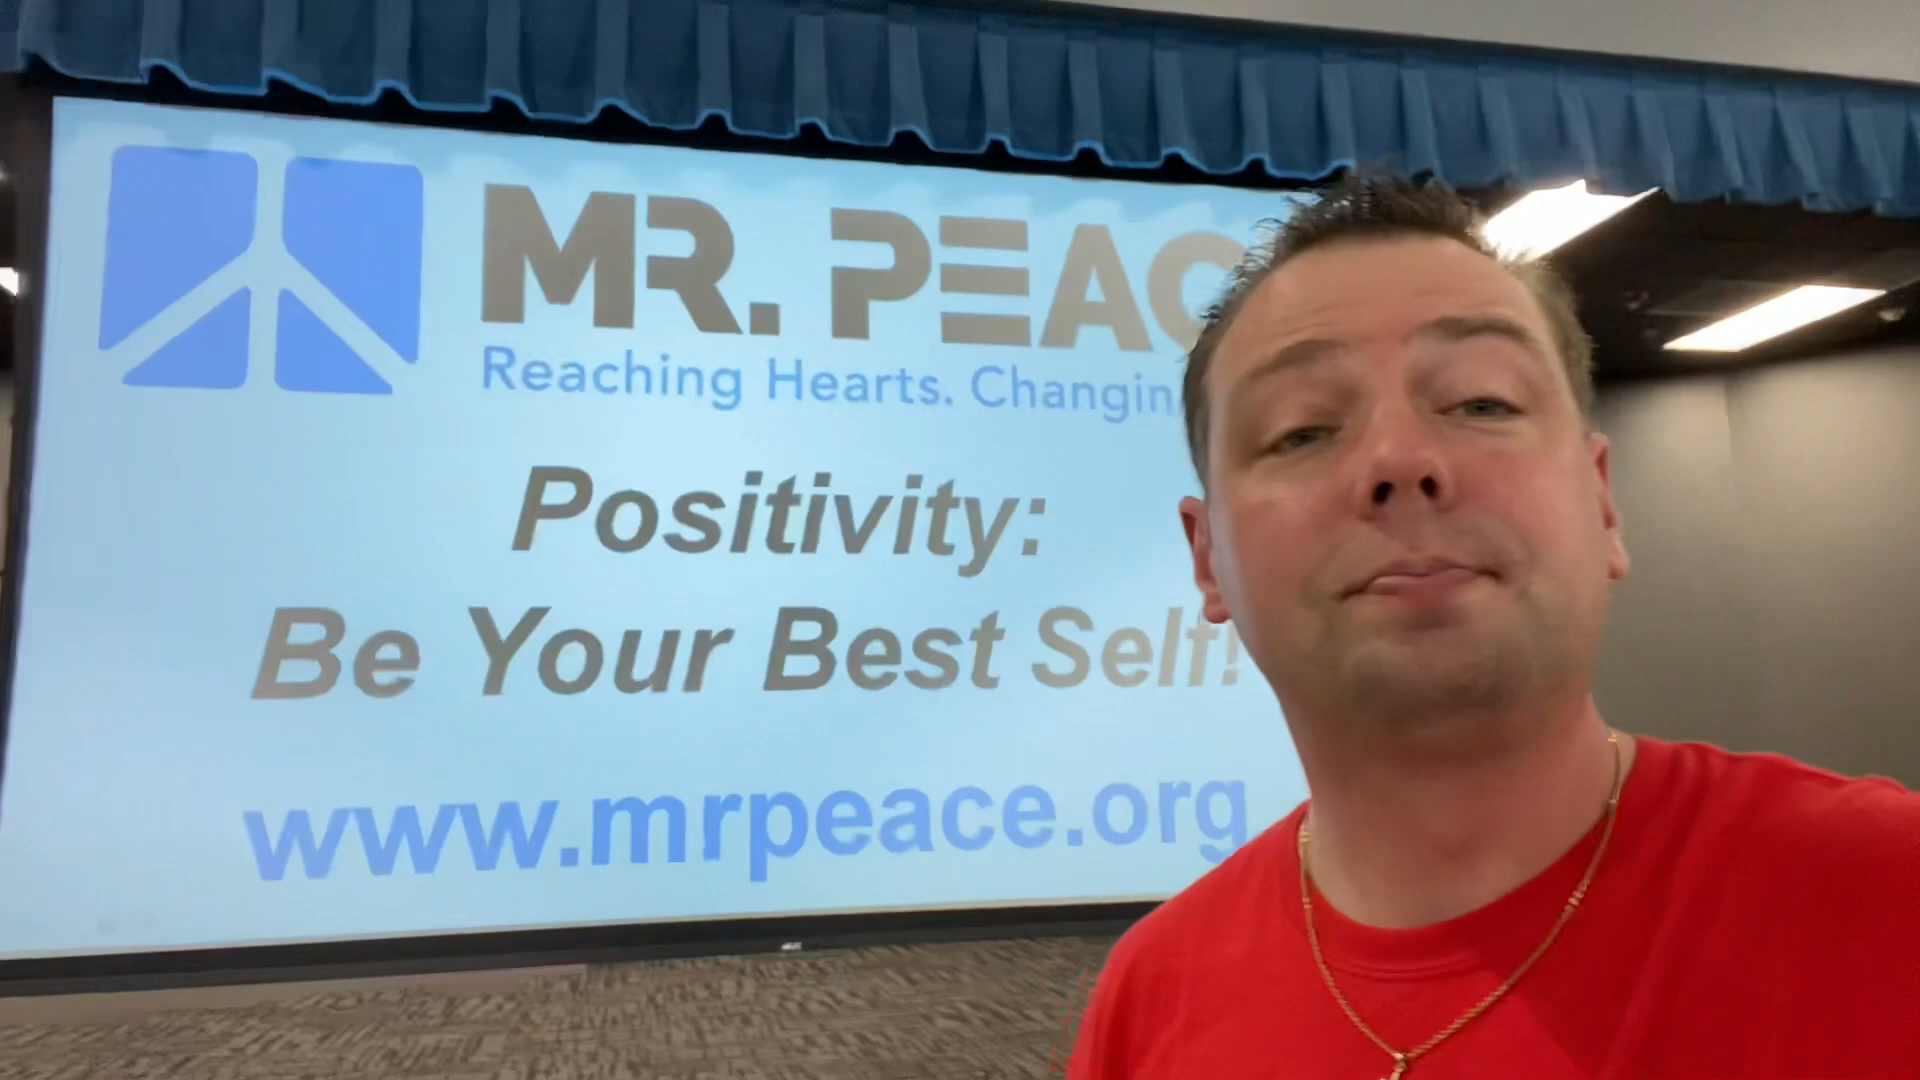 MR. PEAC
Reaching Hearts. Changin
Positivity:
Be Your Best Self!
www.mrpeace.org